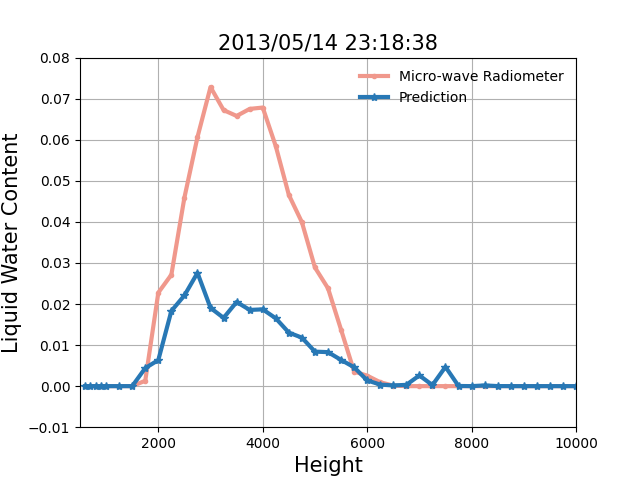 2013/05/14 23:18:38
Micro-wave Radiometer
Prediction
Liquid Water Content
0.08
0.07
0.06
0.05
0.04
0.03
0.02
0.01
0.00
−0.01
2000 4000 6000 8000 10000
Height